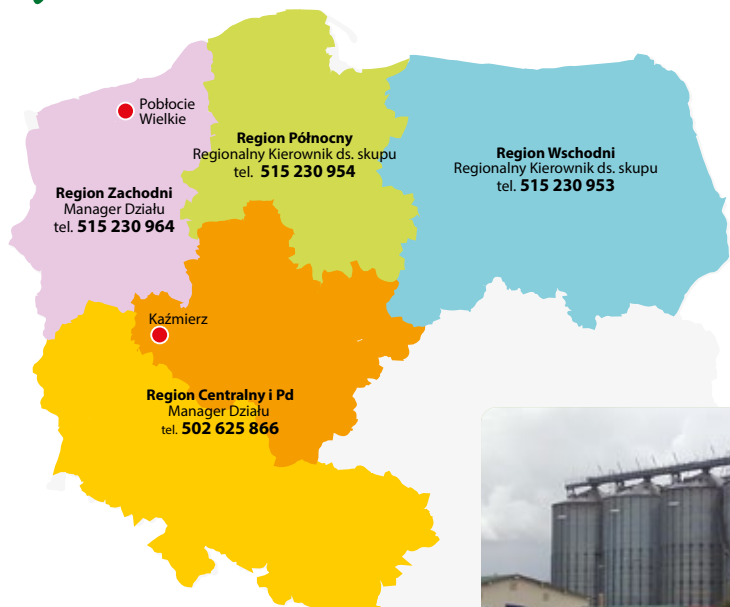 Pobłocie
Wielkie
Region Północny
Regionalny Kierownik ds. skupu
tel. 515 230 954
Region Wschodni
Regionalny Kierownik ds. skupu
tel. 515 230 953
Region Zachodni
Manager Działu
tel. 515 230 964
Kaźmierz
Region Centralny i Pd
Manager Działu
tel. 502 625 866